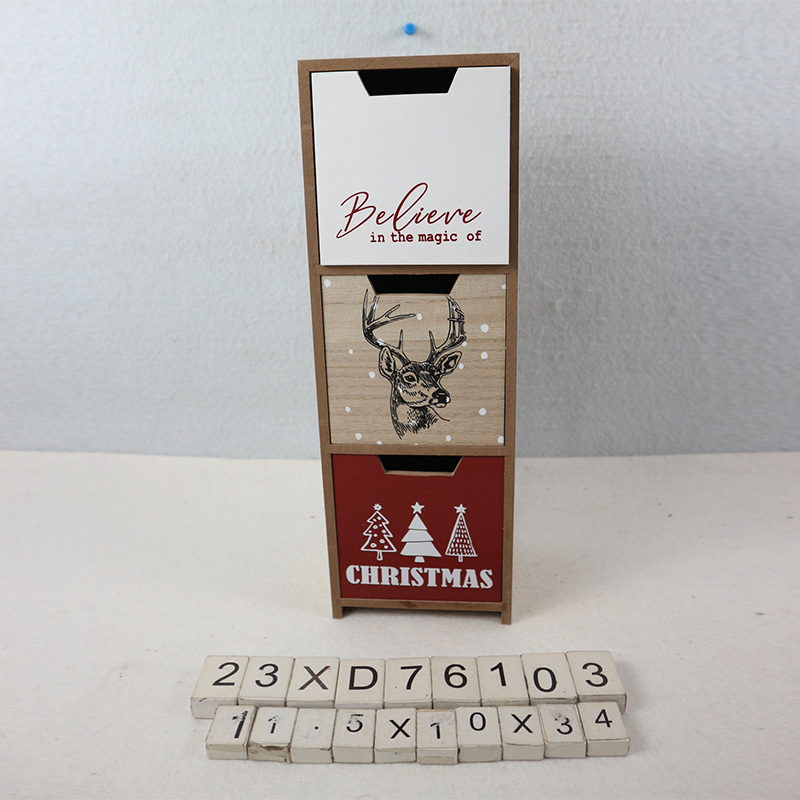 Believe
in the magic of
CHRISTMAS
23XD76103
11.5X10X34